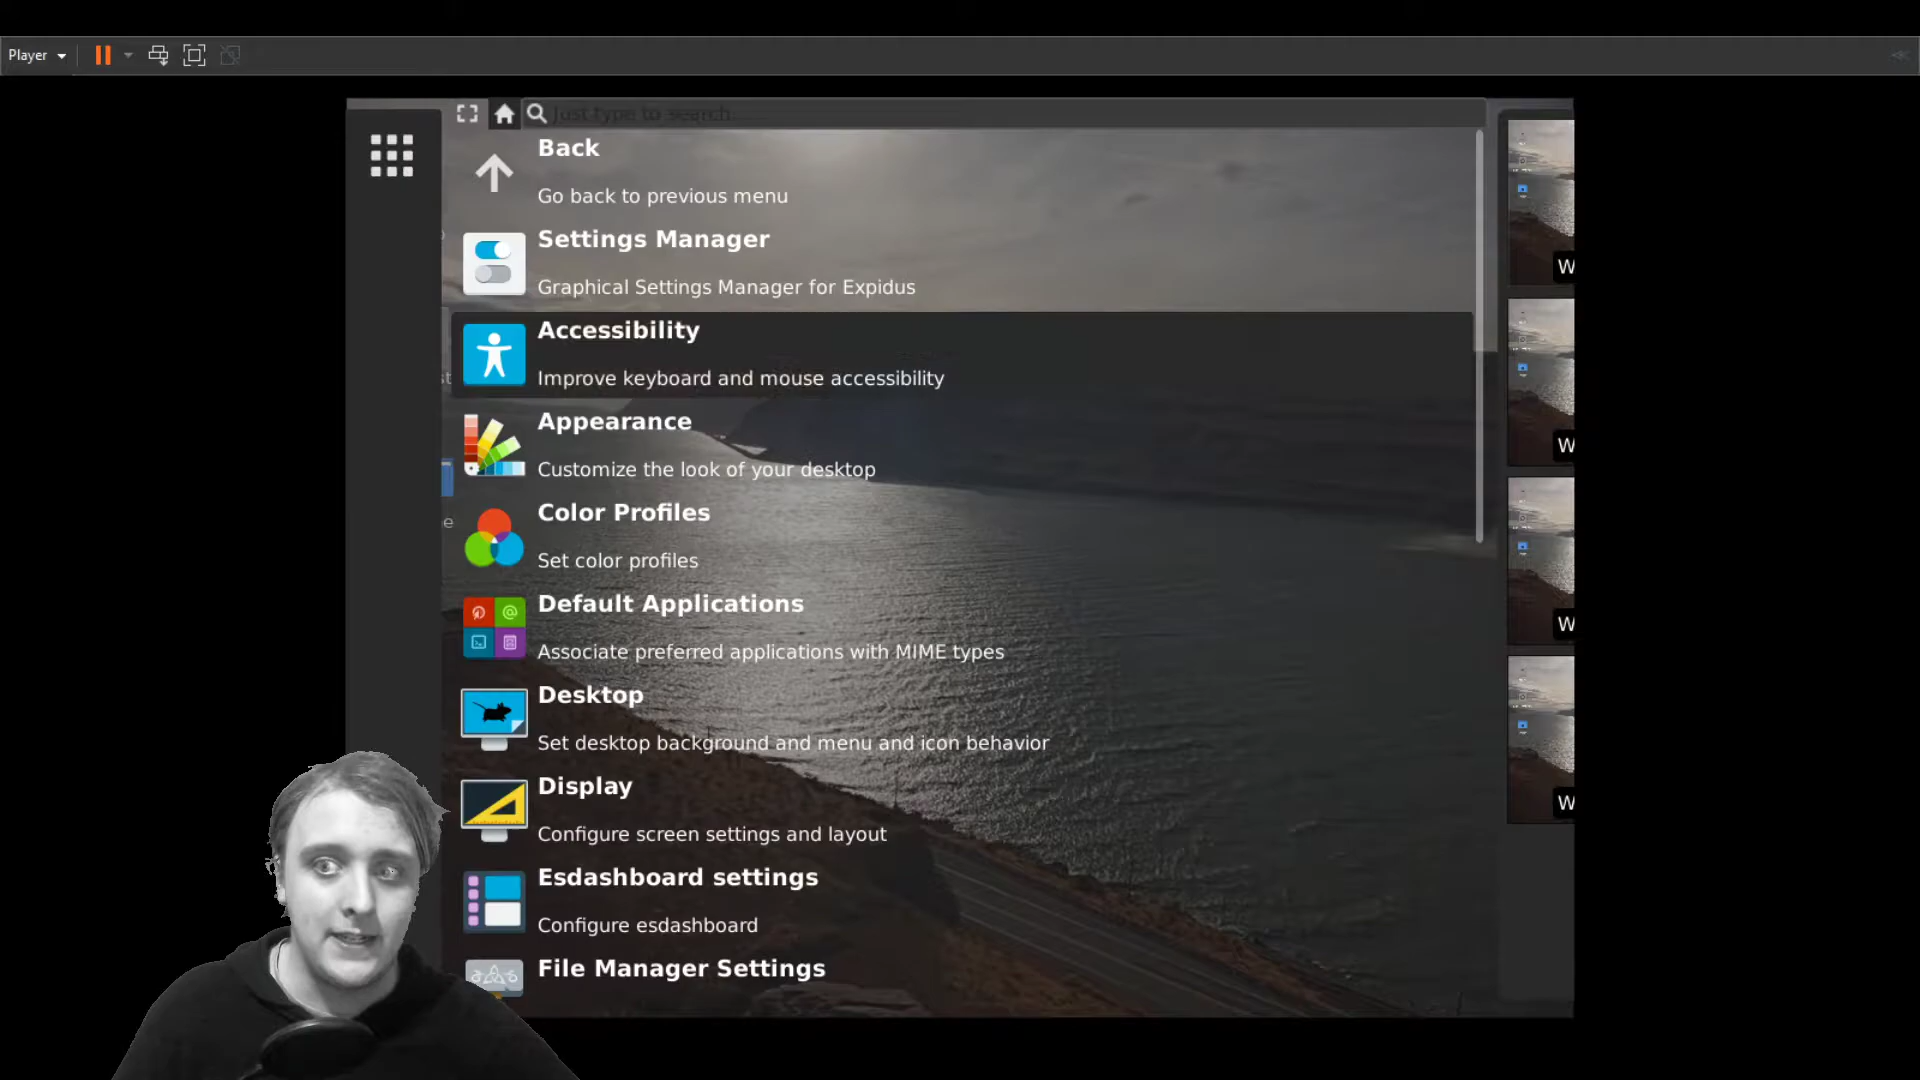 Player
Just type to search...
Back
Go back to previous menu
Settings Manager
Graphical Settings Manager for Expidus
Accessibility
Improve keyboard and mouse accessibility
Appearance
Customize the look of your desktop
Color Profiles
Set color profiles
Default Applications
Associate preferred applications with MIME types
Desktop
Set desktop background and menu and icon behavior
Display
Configure screen settings and layout
Esdashboard settings
Configure esdashboard
File Manager Settings
W
W
W
W